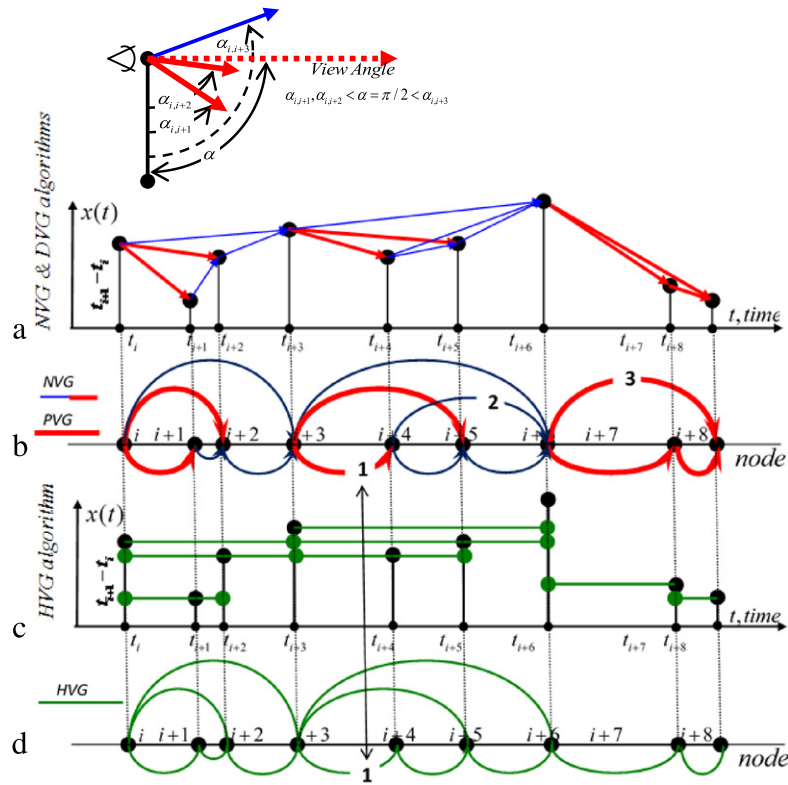 α_{i,i+3}
View Angle
α_{i,i+2}
α_{i,i+1}
α_{i,i+1}, α_{i,i+2} < α = π / 2 < α_{i,i+3}
α
NVG & DVG algorithms
x(t)
t_{i+1} − t_i
a
t, time
t_i t_{i+1} t_{i+2} t_{i+3} t_{i+4} t_{i+5} t_{i+6} t_{i+7} t_{i+8}
NVG
3
2
PVG
b
i i+1 i+2 i+3 i+4 i+5 i+6 i+7 i+8
node
1
HVG algorithm
x(t)
t_{i+1} − t_i
c
t, time
t_i t_{i+1} t_{i+2} t_{i+3} t_{i+4} t_{i+5} t_{i+6} t_{i+7} t_{i+8}
HVG
d
i i+1 i+2 i+3 i+4 i+5 i+6 i+7 i+8
node
1